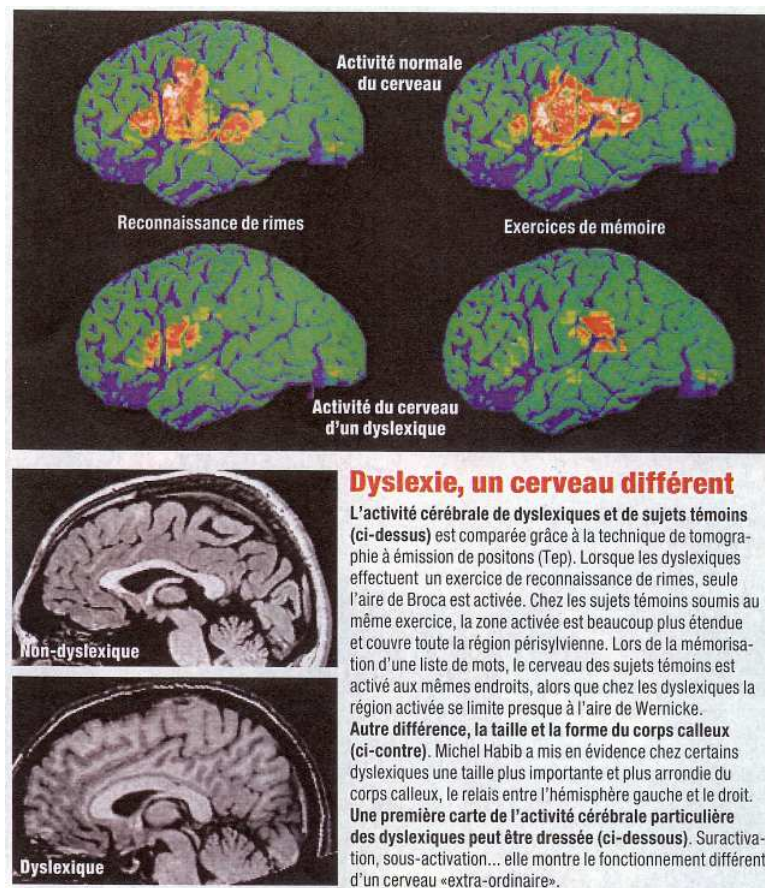 Activité normale
du cerveau
Reconnaissance de rimes
Exercices de mémoire
Activité du cerveau
d'un dyslexique
Non-dyslexique
Dyslexique
Dyslexie, un cerveau différent
L'activité cérébrale de dyslexiques et de sujets témoins
(ci-dessus) est comparée grâce à la technique de tomogra-
phie à émission de positons (Tep). Lorsque les dyslexiques
effectuent un exercice de reconnaissance de rimes, seule
l'aire de Broca est activée. Chez les sujets témoins soumis au
même exercice, la zone activée est beaucoup plus étendue
et couvre toute la région périsylvienne. Lors de la mémorisa-
tion d'une liste de mots, le cerveau des sujets témoins est
activé aux mêmes endroits, alors que chez les dyslexiques la
région activée se limite presque à l'aire de Wernicke.
Autre différence, la taille et la forme du corps calleux
(ci-contre). Michel Habib a mis en évidence chez certains
dyslexiques une taille plus importante et plus arrondie du
corps calleux, le relais entre l'hémisphère gauche et le droit.
Une première carte de l'activité cérébrale particulière
des dyslexiques peut être dressée (ci-dessous). Suractiva-
tion, sous-activation... elle montre le fonctionnement différent
d'un cerveau «extra-ordinaire».